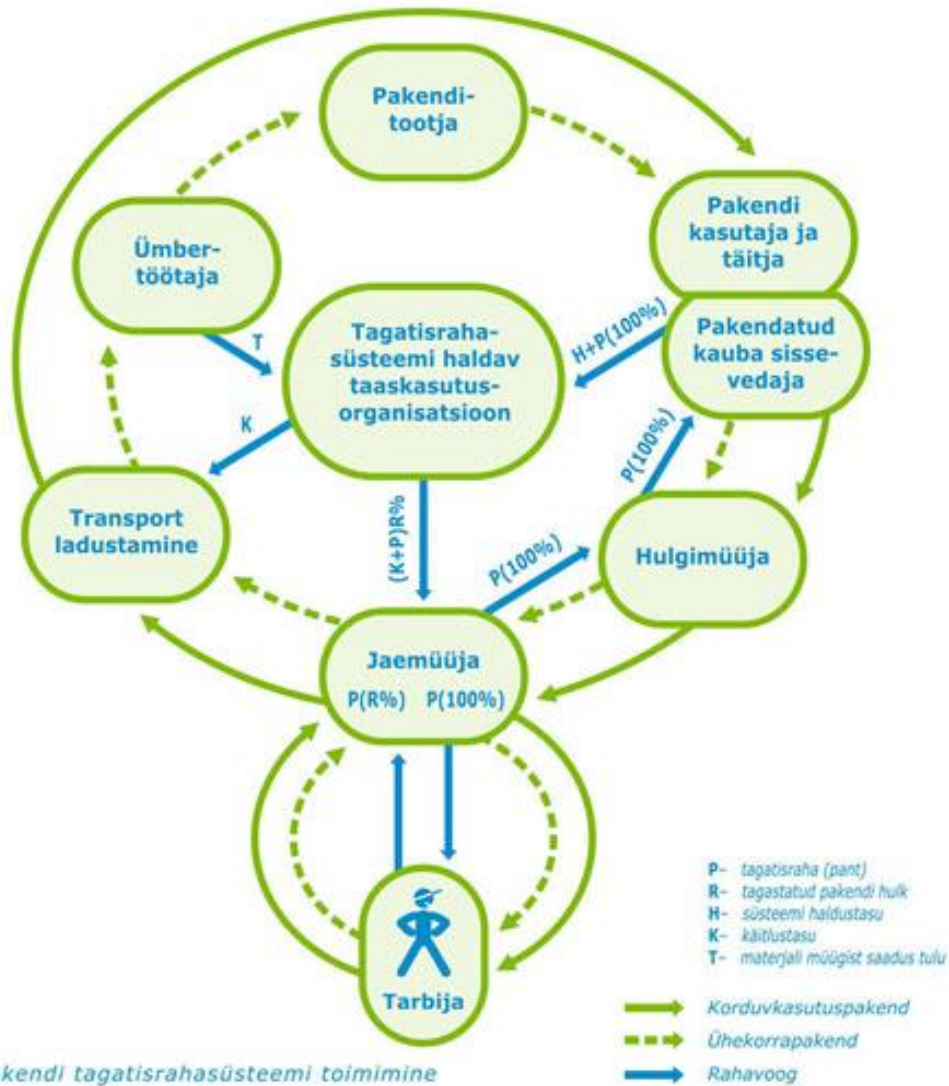 Pakendi-
tootja
Pakendi
kasutaja ja
täitja
Ümber-
töötaja
Pakendatud
kauba sisse-
vedaja
Tagatisraha-
süsteemi haldav
taaskasutus-
organisatsioon
T
H+P(100%)
K
P(100%)
Transport
ladustamine
(K+P)R%
P(100%)
Hulgimüüja
Jaemüüja
P(R%) P(100%)
Tarbija
P– tagatisraha (pant)
R– tagastatud pakendi hulk
H– süsteemi haldustasu
K– käitlustasu
T– materjali müügist saadus tulu
Korduvkasutuspakend
Ühekorrapakend
Rahavoog
kendi tagatisrahasüsteemi toimimine